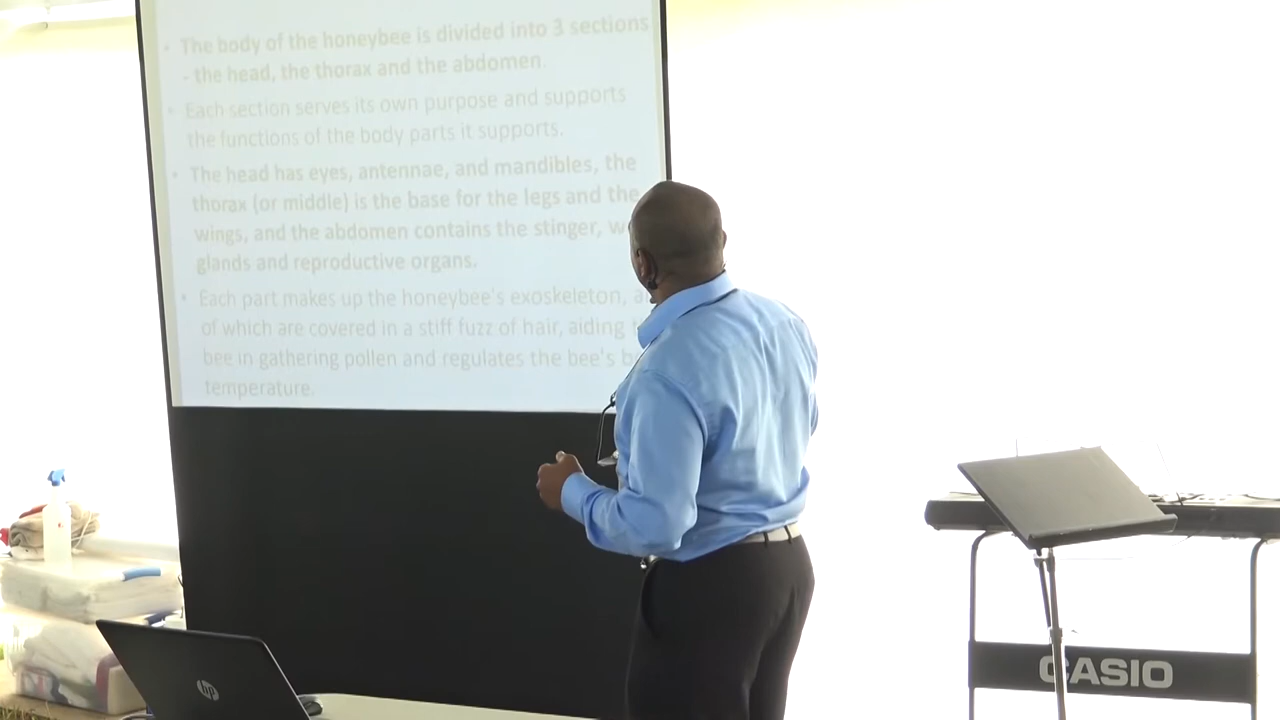 • The body of the honeybee is divided into 3 sections
- the head, the thorax and the abdomen.
• Each section serves its own purpose and supports
the functions of the body parts it supports.
• The head has eyes, antennae, and mandibles, the
thorax (or middle) is the base for the legs and the
wings, and the abdomen contains the stinger, w
glands and reproductive organs.
• Each part makes up the honeybee's exoskeleton, a
of which are covered in a stiff fuzz of hair, aiding t
bee in gathering pollen and regulates the bee's b
temperature.
hp
CASIO